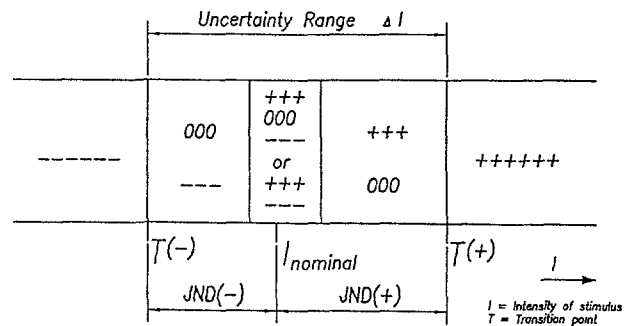 Uncertainty Range Δ I
+++
000
000
+++
---
------
or
++++++
---
+++
000
---
T(-)
I nominal
T(+)
I
JND(-)
JND(+)
I = Intensity of stimulus
T = Transition point